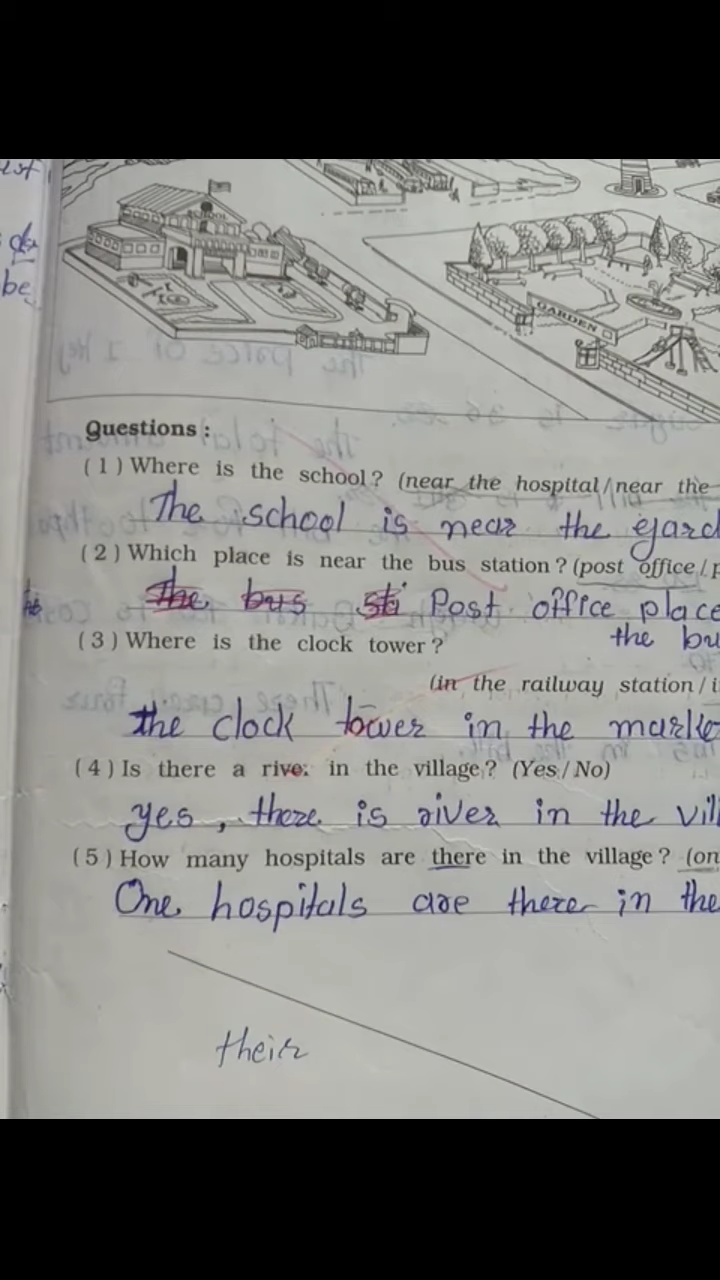 be
SCHOOL
GARDEN
Questions :
(1) Where is the school? (near the hospital/near the
The school is near the gard
(2) Which place is near the bus station? (post office/p
the bus sti Post office place
the bu
(3) Where is the clock tower?
(in the railway station/i
the clock tower in the marke
(4) Is there a river in the village? (Yes/No)
yes, there is river in the vill
(5) How many hospitals are there in the village? (on
One hospitals are there in the
their